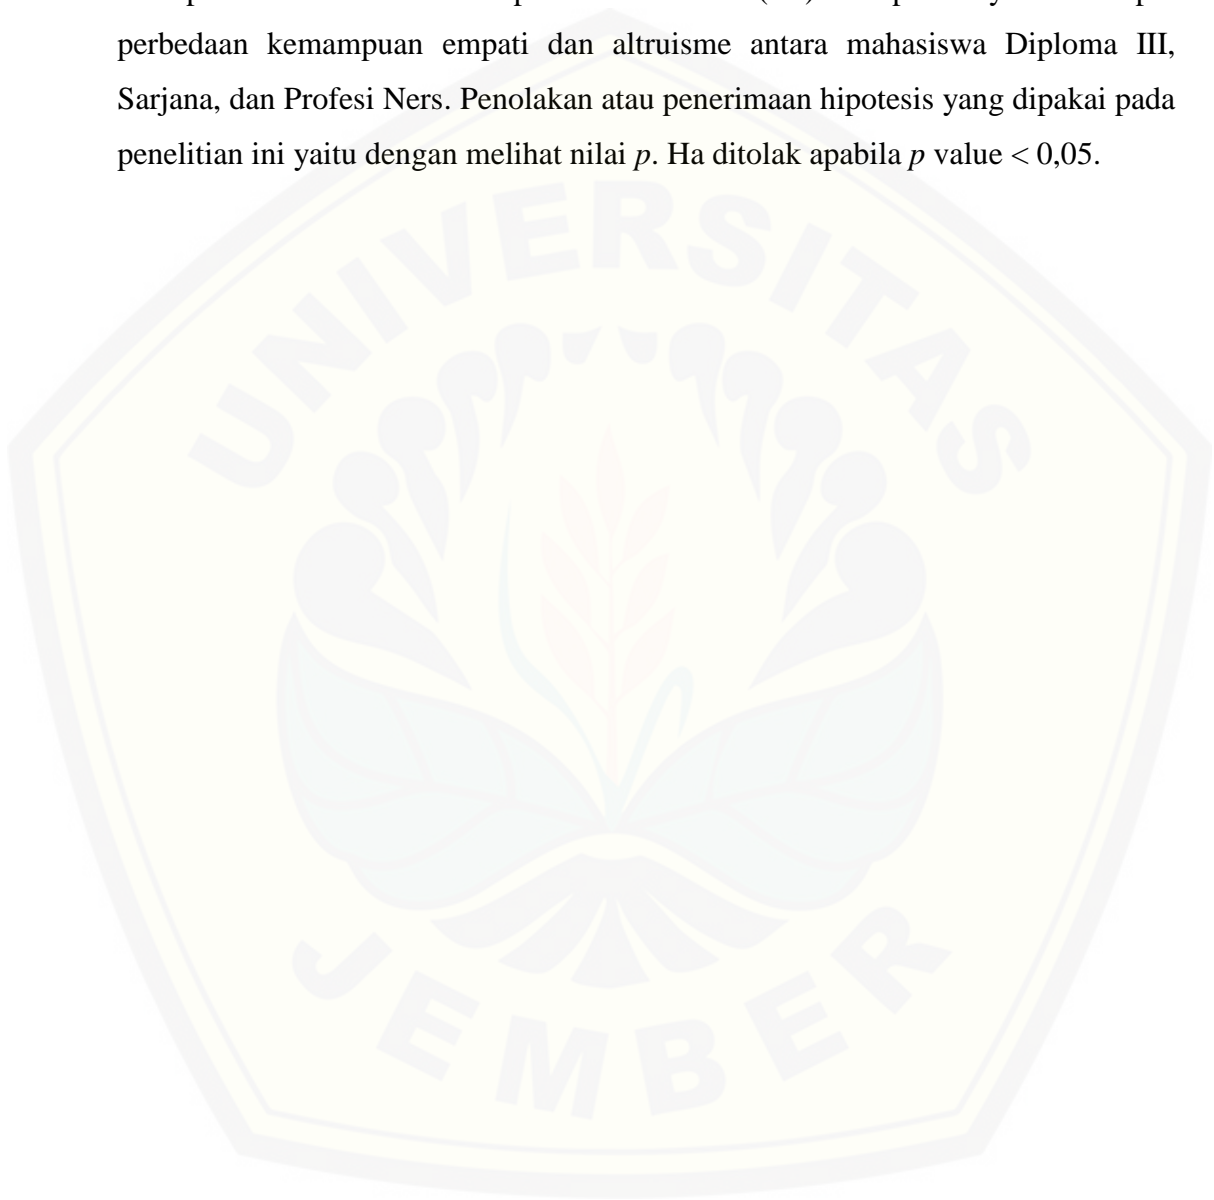 perbedaan kemampuan empati dan altruisme antara mahasiswa Diploma III,
Sarjana, dan Profesi Ners. Penolakan atau penerimaan hipotesis yang dipakai pada
penelitian ini yaitu dengan melihat nilai p. Ha ditolak apabila p value < 0,05.
UNIVERSITAS
JEMBER